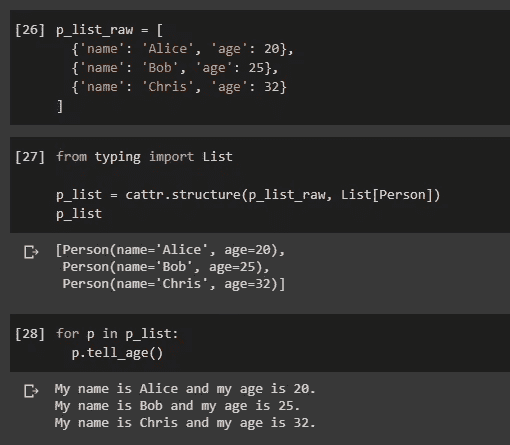 [26] p_list_raw = [
{'name': 'Alice', 'age': 20},
{'name': 'Bob', 'age': 25},
{'name': 'Chris', 'age': 32}
]
[27] from typing import List
p_list = cattr.structure(p_list_raw, List[Person])
p_list
[Person(name='Alice', age=20),
Person(name='Bob', age=25),
Person(name='Chris', age=32)]
[28] for p in p_list:
p.tell_age()
My name is Alice and my age is 20.
My name is Bob and my age is 25.
My name is Chris and my age is 32.